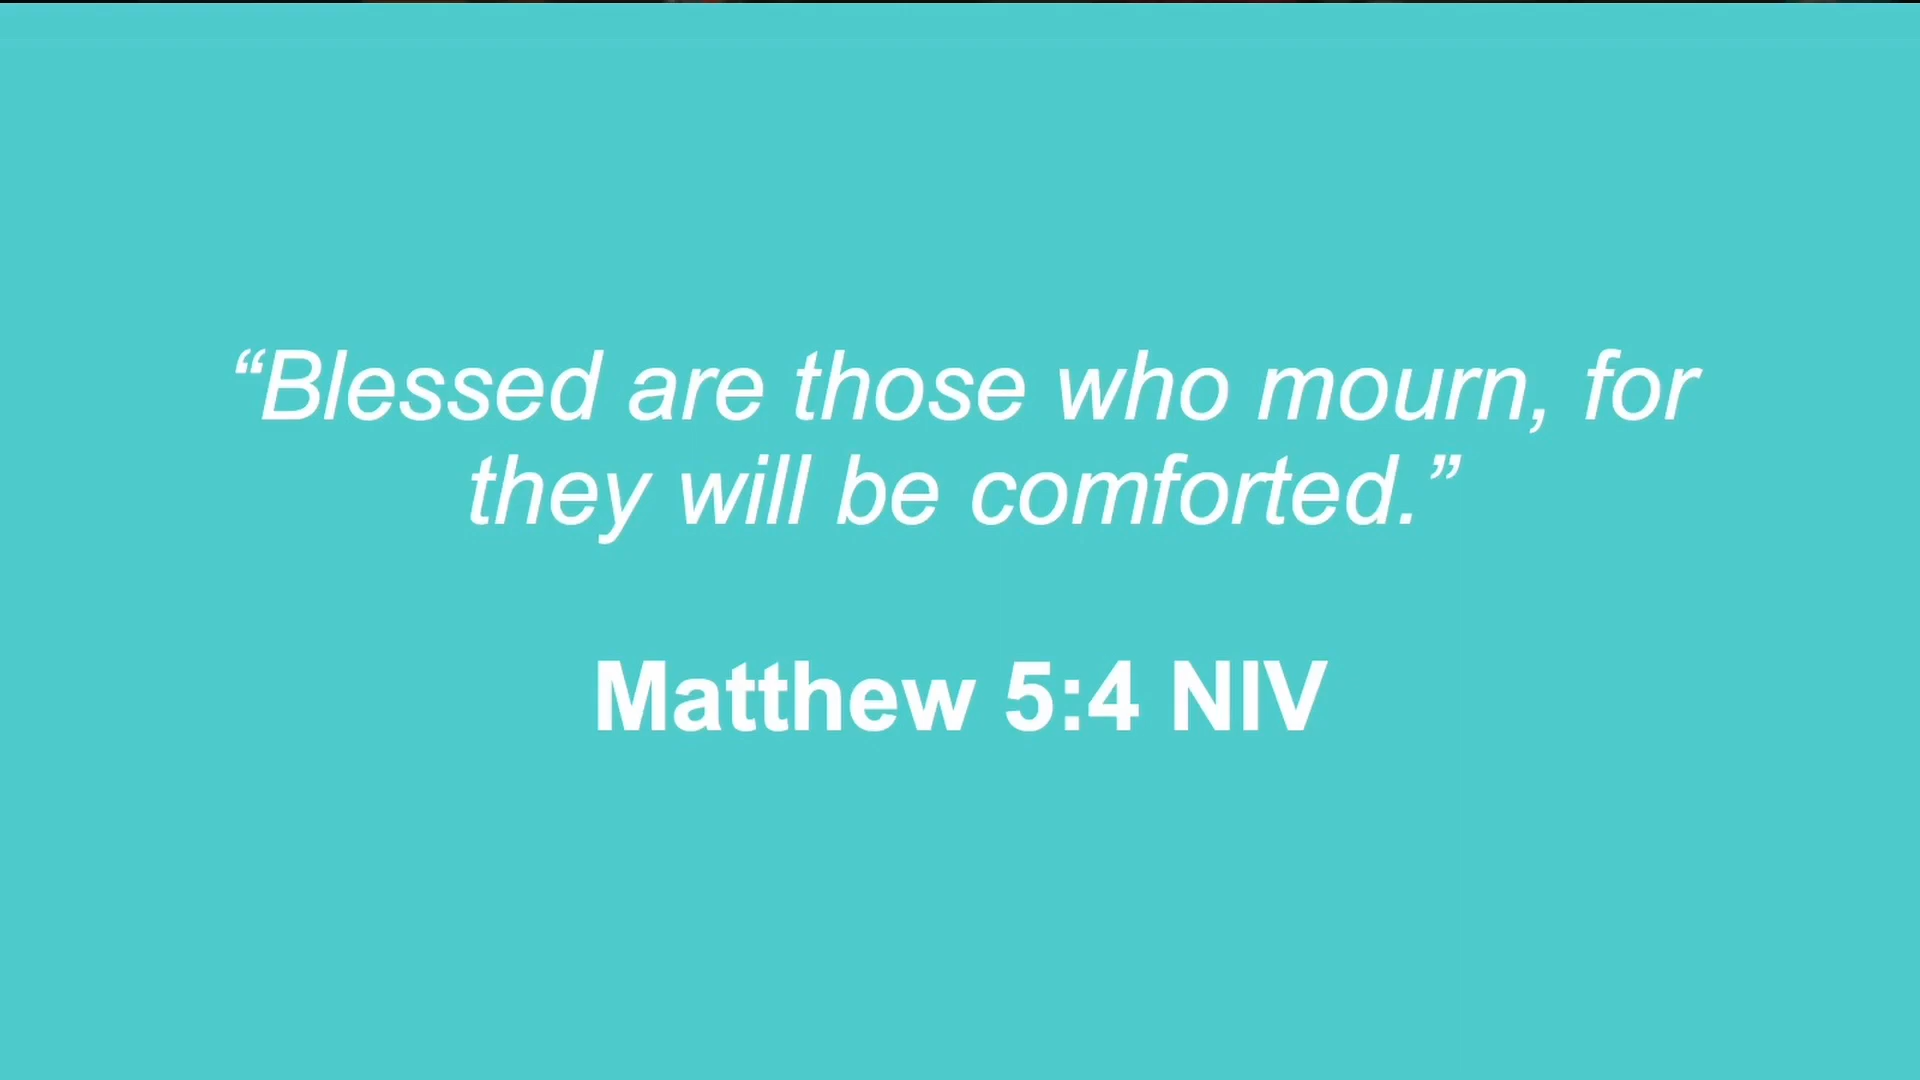 “Blessed are those who mourn, for
they will be comforted.”
Matthew 5:4 NIV